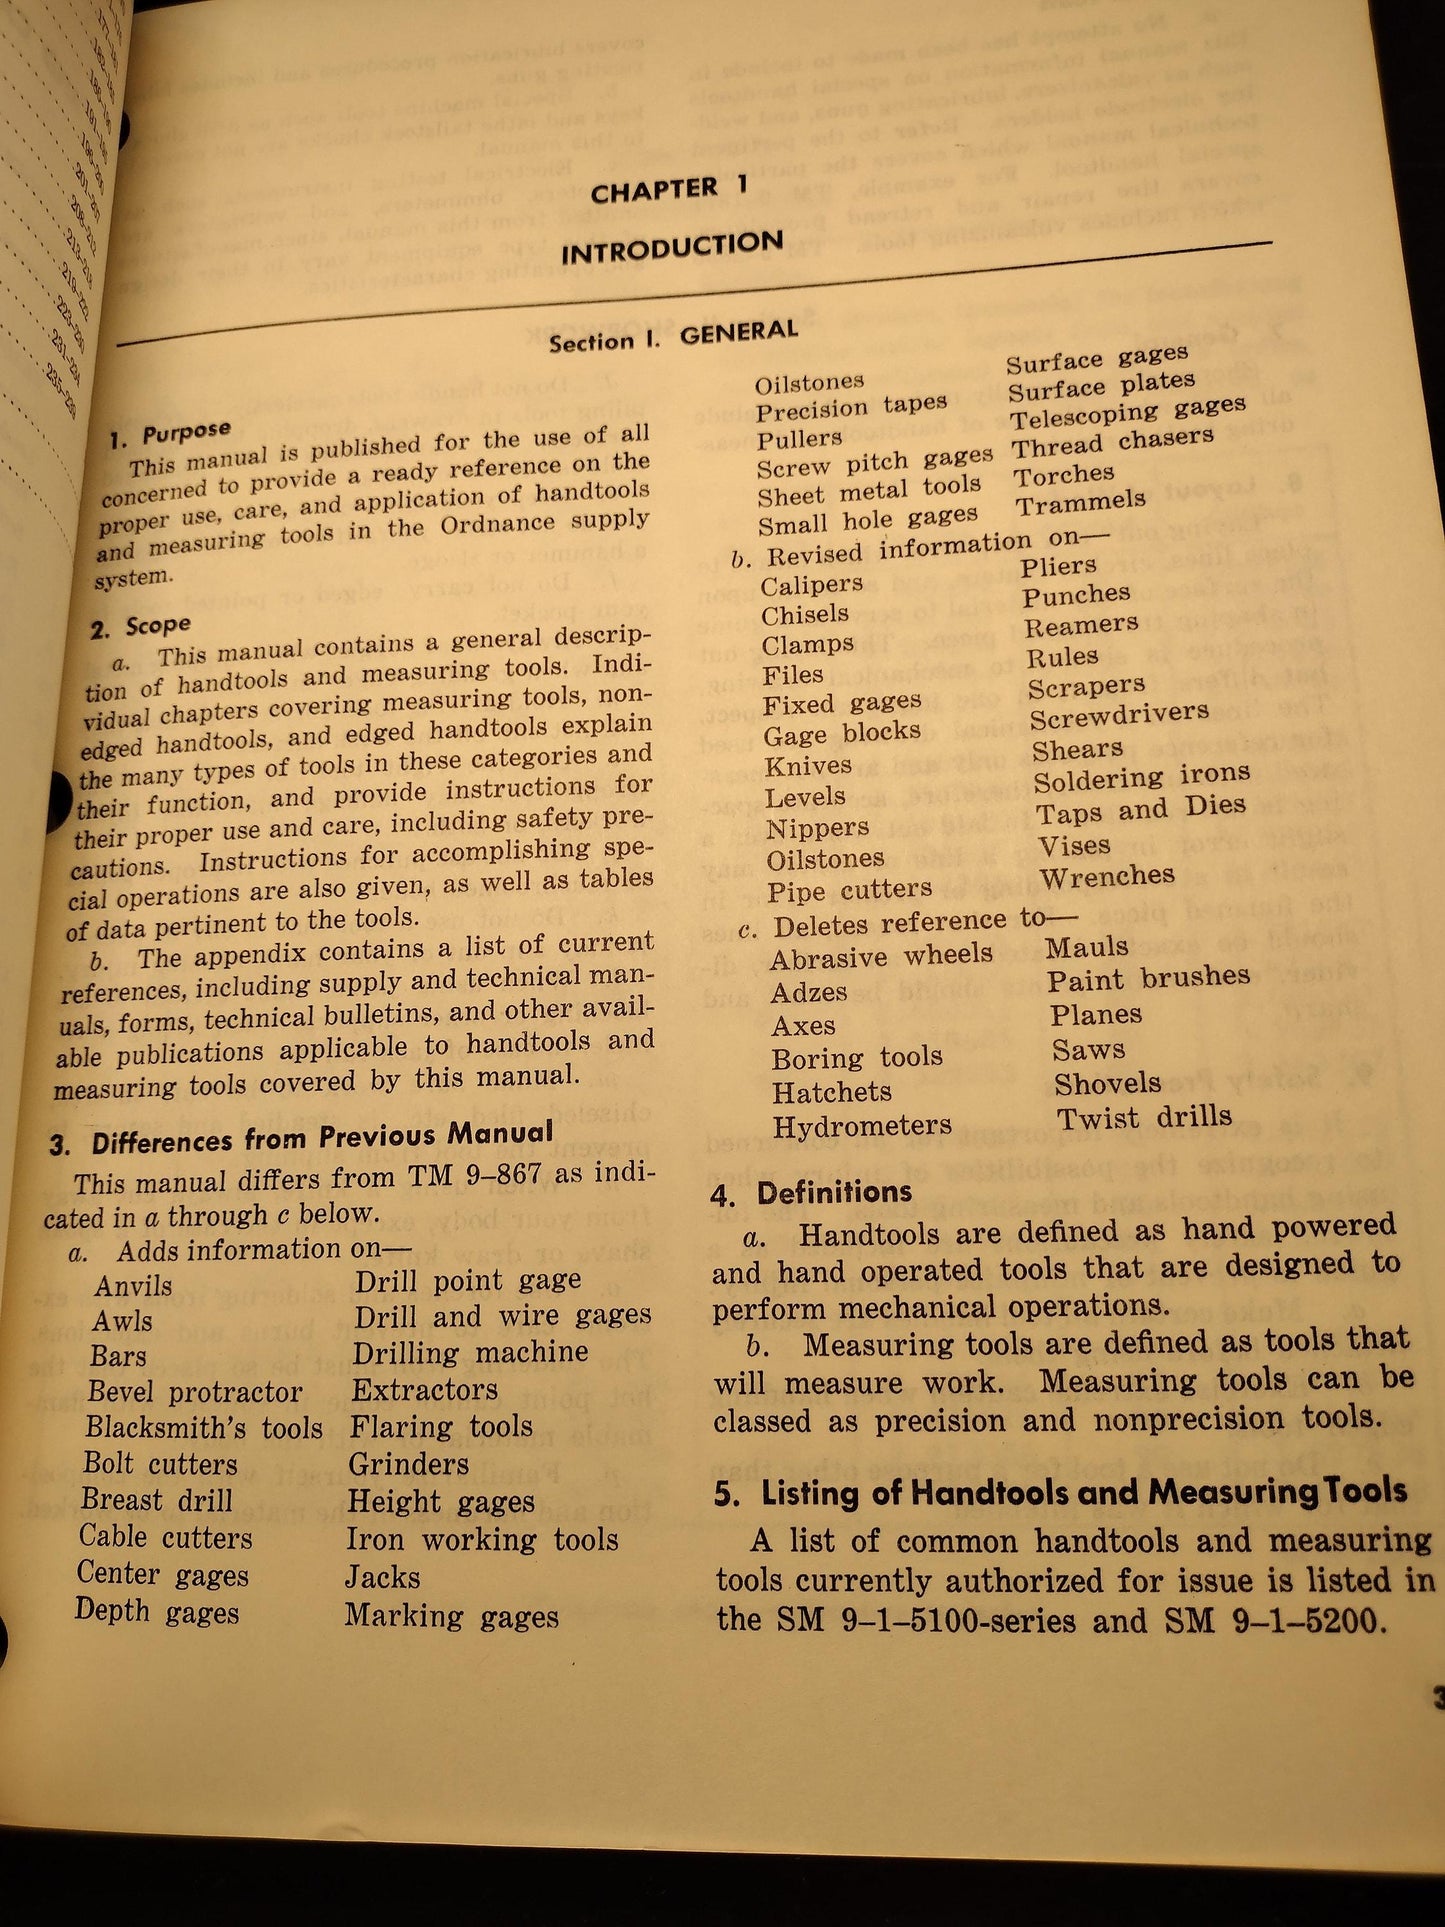 CHAPTER 1
INTRODUCTION
Section I. GENERAL
1. Purpose
This manual is published for the use of all
concerned to provide a ready reference on the
proper use, care, and application of handtools
and measuring tools in the Ordnance supply
system.
2. Scope
a. This manual contains a general descrip-
tion of handtools and measuring tools. Indi-
vidual chapters covering measuring tools, non-
edged handtools, and edged handtools explain
the many types of tools in these categories and
their function, and provide instructions for
their proper use and care, including safety pre-
cautions. Instructions for accomplishing spe-
cial operations are also given, as well as tables
of data pertinent to the tools.
b. The appendix contains a list of current
references, including supply and technical man-
uals, forms, technical bulletins, and other avail-
able publications applicable to handtools and
measuring tools covered by this manual.
3. Differences from Previous Manual
This manual differs from TM 9–867 as indi-
cated in a through c below.
a. Adds information on—
Anvils
Awls
Bars
Bevel protractor
Blacksmith's tools
Bolt cutters
Breast drill
Cable cutters
Center gages
Depth gages
Drill point gage
Drill and wire gages
Drilling machine
Extractors
Flaring tools
Grinders
Height gages
Iron working tools
Jacks
Marking gages
Oilstones
Precision tapes
Pullers
Screw pitch gages
Sheet metal tools
Small hole gages
Surface gages
Surface plates
Telescoping gages
Thread chasers
Torches
Trammels
b. Revised information on—
Calipers
Chisels
Clamps
Files
Fixed gages
Gage blocks
Knives
Levels
Nippers
Oilstones
Pipe cutters
Pliers
Punches
Reamers
Rules
Scrapers
Screwdrivers
Shears
Soldering irons
Taps and Dies
Vises
Wrenches
c. Deletes reference to—
Abrasive wheels
Adzes
Axes
Boring tools
Hatchets
Hydrometers
Mauls
Paint brushes
Planes
Saws
Shovels
Twist drills
4. Definitions
a. Handtools are defined as hand powered
and hand operated tools that are designed to
perform mechanical operations.
b. Measuring tools are defined as tools that
will measure work. Measuring tools can be
classed as precision and nonprecision tools.
5. Listing of Handtools and Measuring Tools
A list of common handtools and measuring
tools currently authorized for issue is listed in
the SM 9–1–5100-series and SM 9–1–5200.
3